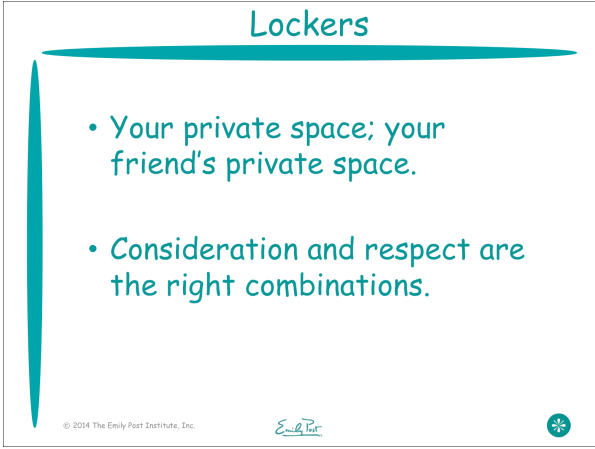 Lockers
• Your private space; your
friend's private space.
• Consideration and respect are
the right combinations.
© 2014 The Emily Post Institute, Inc.
Emily Post